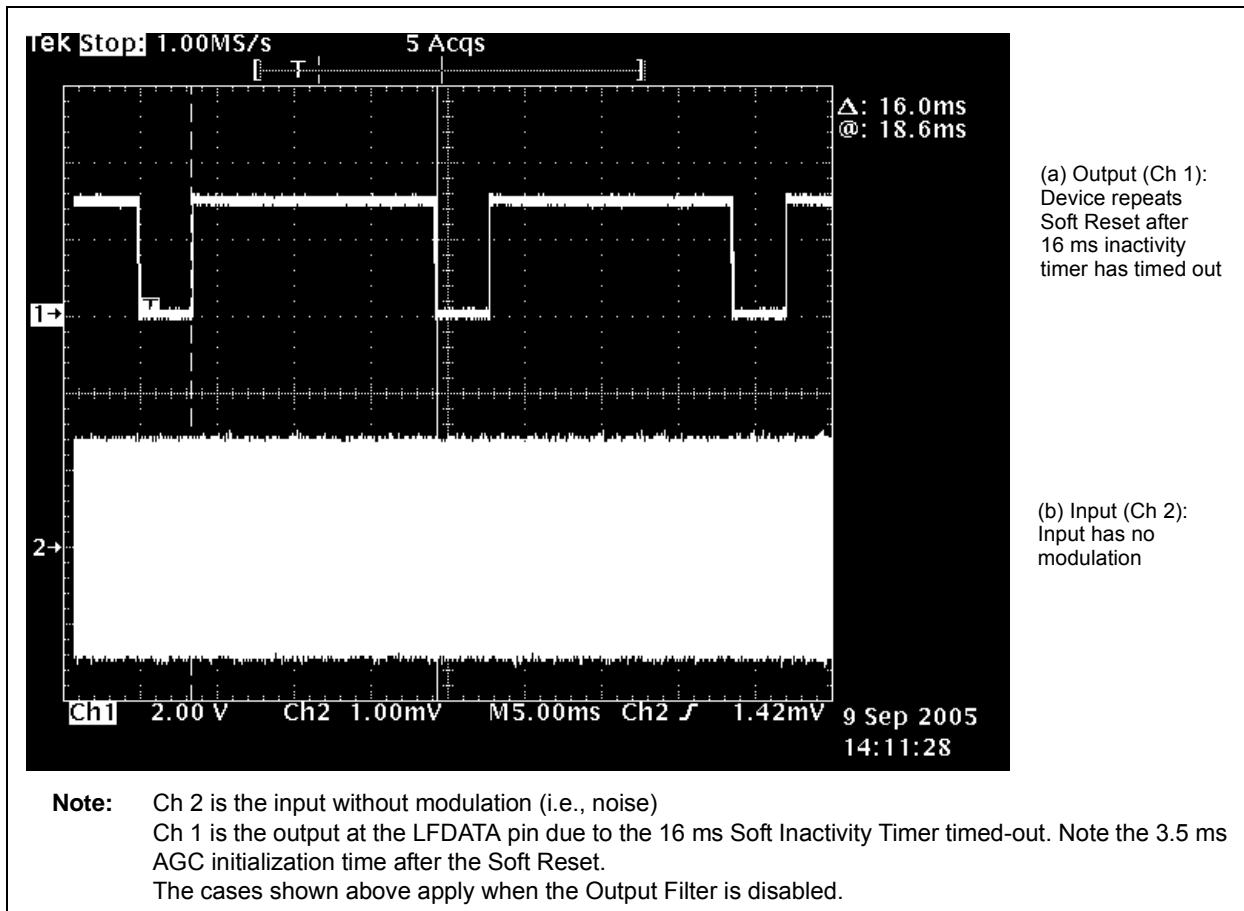 Tek Stop: 1.00MS/s 5 Acqs
[ T ]
Δ: 16.0ms
@: 18.6ms
(a) Output (Ch 1):
Device repeats
Soft Reset after
16 ms inactivity
timer has timed out
T
1→
(b) Input (Ch 2):
Input has no
modulation
2→
Ch1 2.00 V Ch2 1.00mV M5.00ms Ch2 ƒ 1.42mV
9 Sep 2005
14:11:28
Note: Ch 2 is the input without modulation (i.e., noise)
Ch 1 is the output at the LFDATA pin due to the 16 ms Soft Inactivity Timer timed-out. Note the 3.5 ms
AGC initialization time after the Soft Reset.
The cases shown above apply when the Output Filter is disabled.